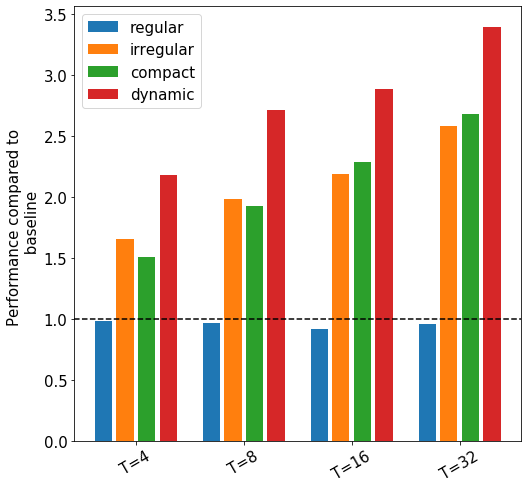 regular
irregular
compact
dynamic
Performance compared to
baseline
3.5
3.0
2.5
2.0
1.5
1.0
0.5
0.0
T=4
T=8
T=16
T=32